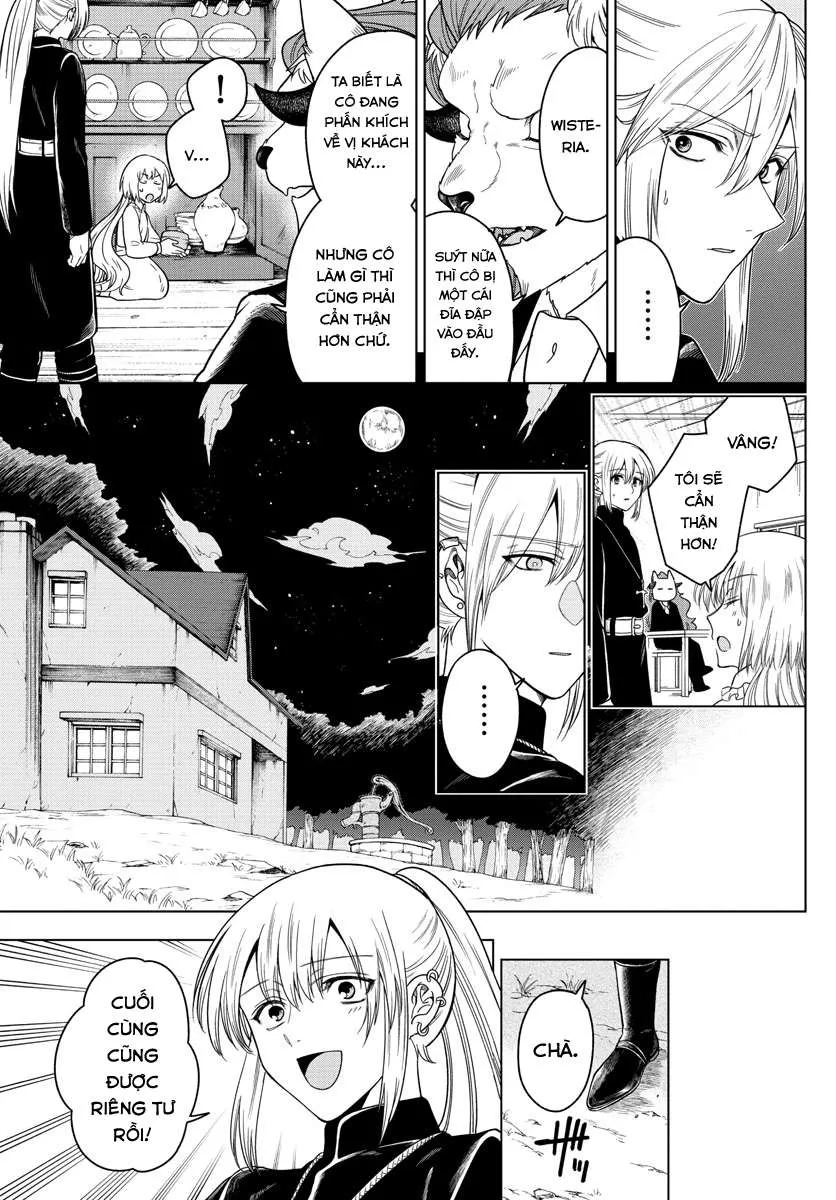 ......
WISTE-
RIA.
SUÝT NỮA
THÌ CÔ BỊ
MỘT CÁI
ĐĨA ĐẬP
VÀO ĐẦU
ĐẤY.
TA BIẾT LÀ
CÔ ĐANG
PHẤN KHÍCH
VỀ VỊ KHÁCH
NÀY...
NHƯNG CÔ
LÀM GÌ THÌ
CŨNG PHẢI
CẨN THẬN
HƠN CHỨ.
!
V...
VÂNG!
TÔI SẼ
CẨN
THẬN
HƠN!
......
CHÀ.
CUỐI
CÙNG
CŨNG
ĐƯỢC
RIÊNG TƯ
RỒI!